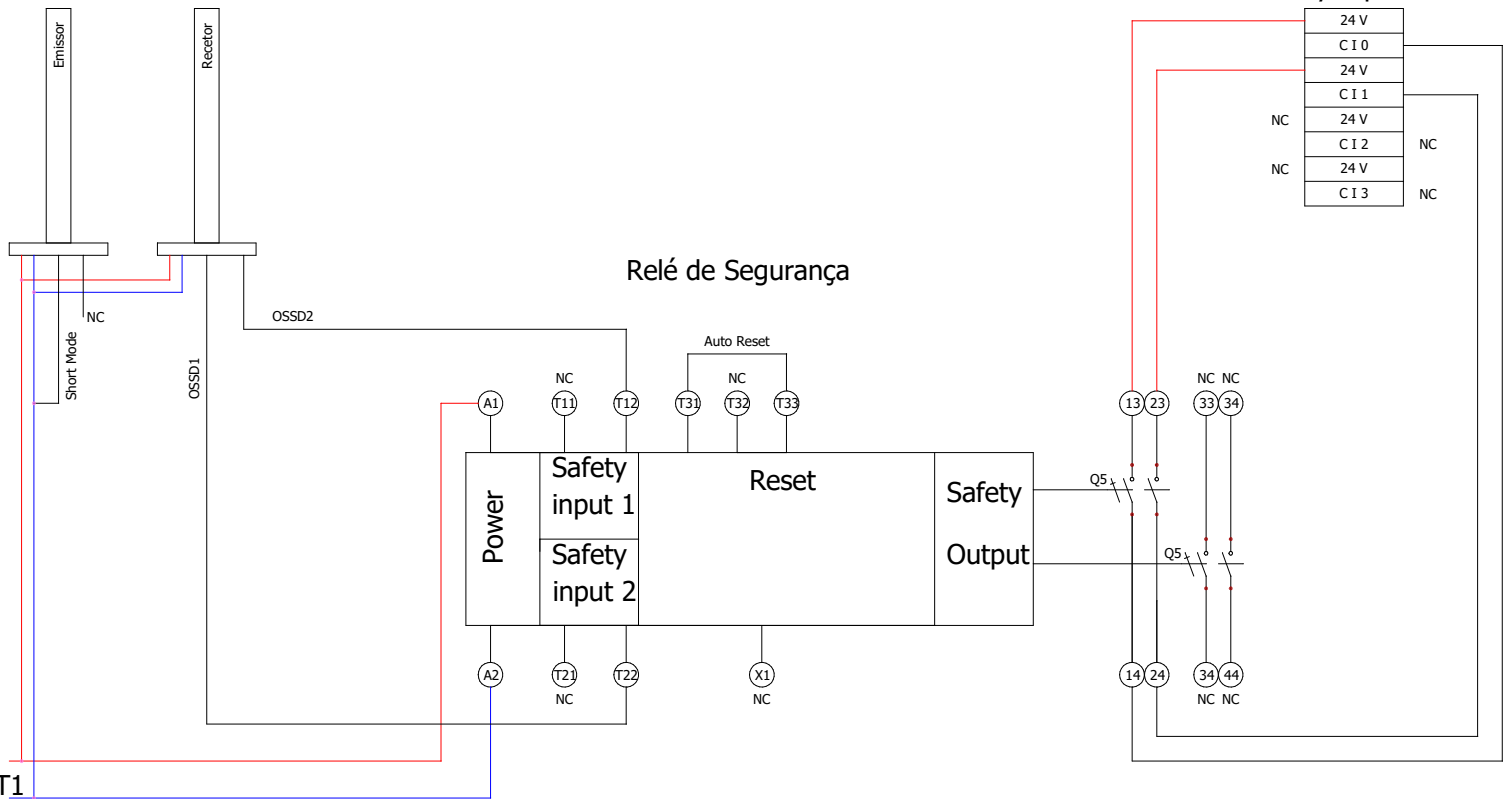 24 V
C I 0
24 V
C I 1
NC
24 V
C I 2
NC
NC
24 V
C I 3
NC
Emissor
Recetor
Relé de Segurança
NC
Short Mode
OSSD1
OSSD2
Auto Reset
NC
NC
NC NC
A1
T11
T12
T31
T32
T33
13
23
33
34
Power
Safety
input 1
Safety
input 2
Reset
Safety
Output
Q5
Q5
A2
T21
T22
X1
14
24
34
44
NC
NC
NC NC
T1